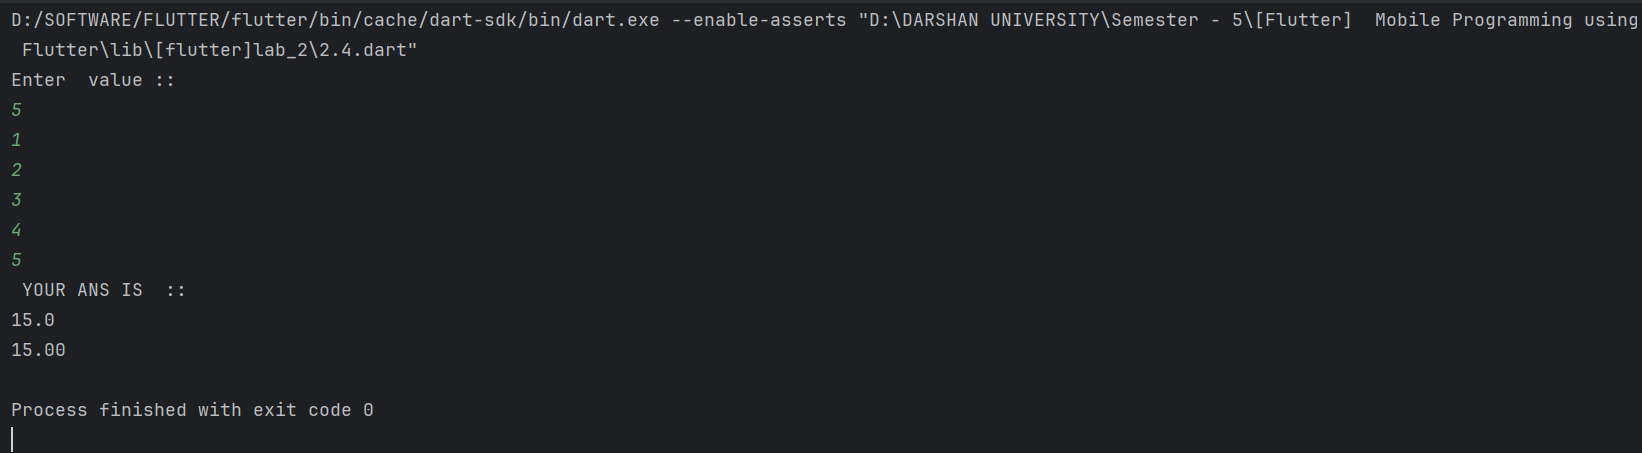 D:/SOFTWARE/FLUTTER/flutter/bin/cache/dart-sdk/bin/dart.exe --enable-asserts "D:\DARSHAN UNIVERSITY\Semester - 5\[Flutter]  Mobile Programming using
 Flutter\lib\[flutter]lab_2\2.4.dart"
Enter  value ::
5
1
2
3
4
5
 YOUR ANS IS  ::
15.0
15.00
Process finished with exit code 0